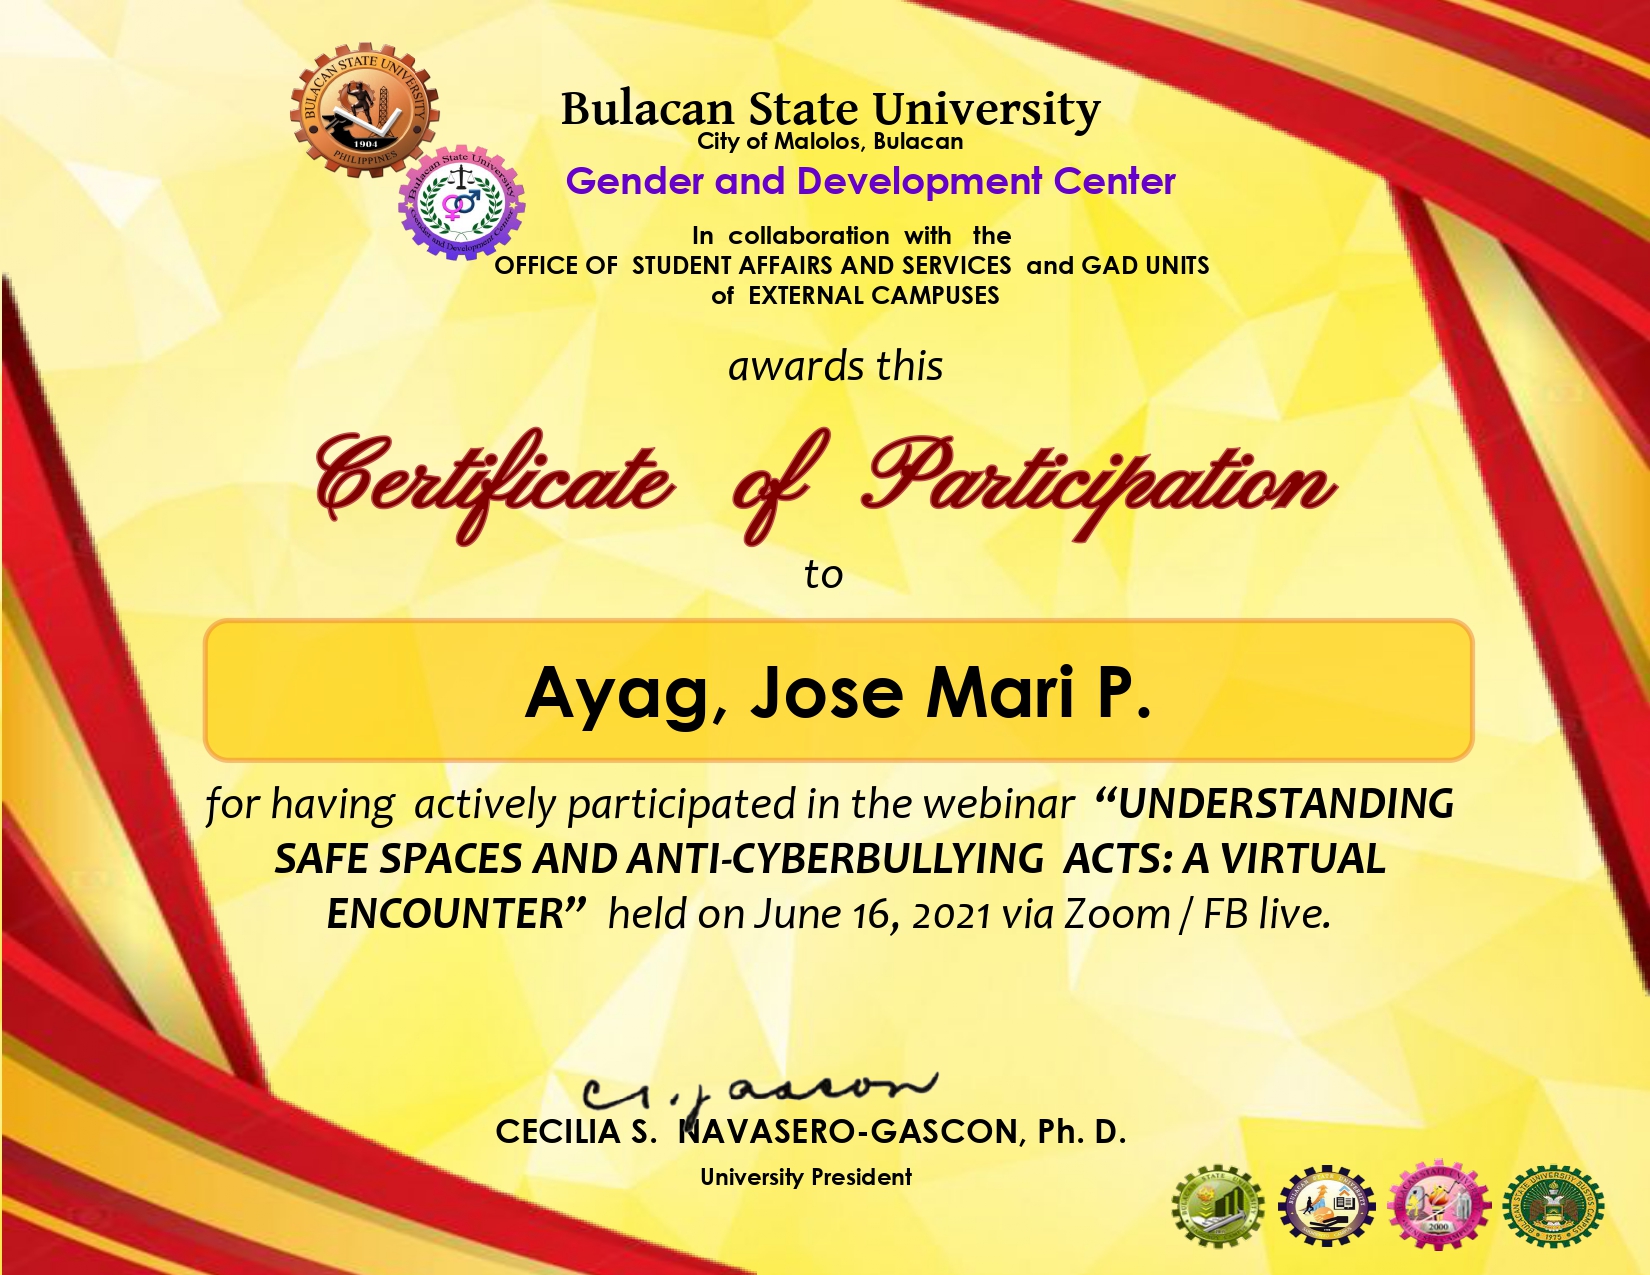 BULACAN STATE UNIVERSITY
1904
PHILIPPINES
Bulacan State University
Gender and Development Center
Bulacan State University
City of Malolos, Bulacan
Gender and Development Center
In collaboration with the
OFFICE OF STUDENT AFFAIRS AND SERVICES and GAD UNITS
of EXTERNAL CAMPUSES
awards this
Certificate of Participation
to
Ayag, Jose Mari P.
for having actively participated in the webinar “UNDERSTANDING
SAFE SPACES AND ANTI-CYBERBULLYING ACTS: A VIRTUAL
ENCOUNTER” held on June 16, 2021 via Zoom / FB live.
CECILIA S. NAVASERO-GASCON, Ph. D.
University President
2000
BULACAN STATE UNIVERSITY BUSTOS CAMPUS
1975